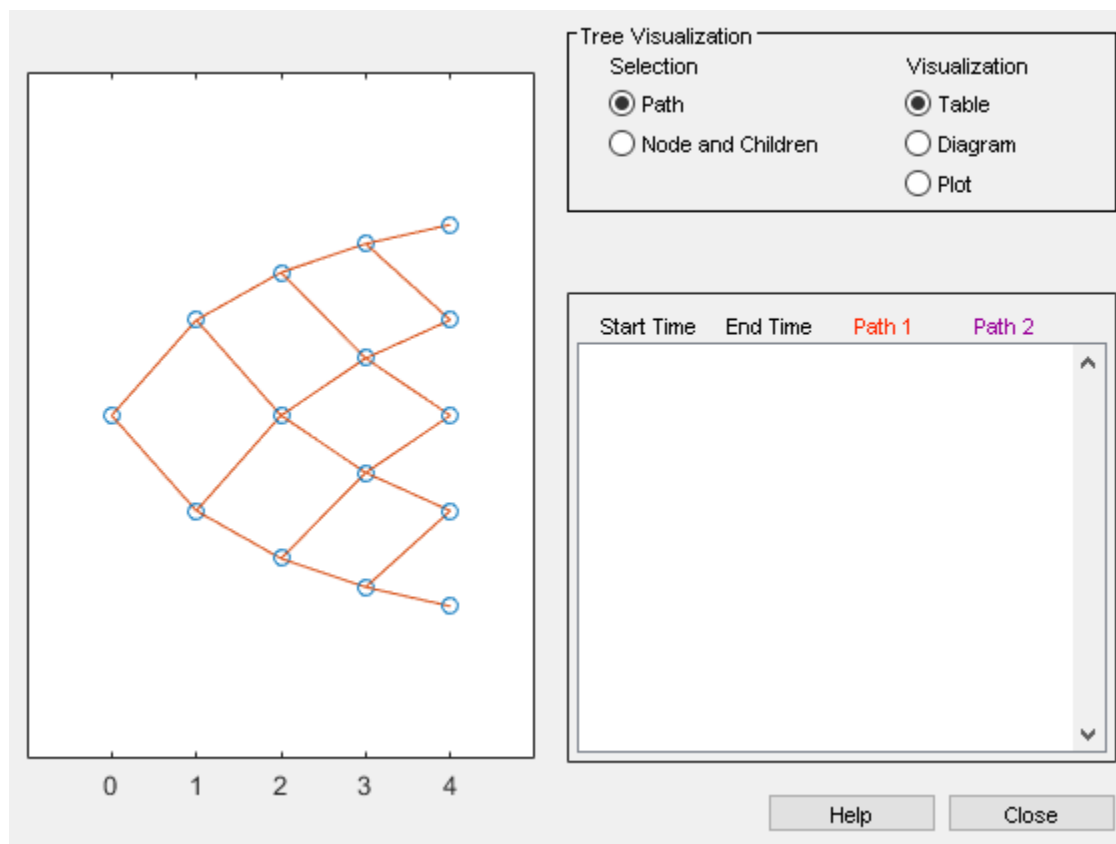 Tree Visualization
Selection
Visualization
Path
Table
Node and Children
Diagram
Plot
Start Time End Time Path 1 Path 2
0 1 2 3 4
Help
Close